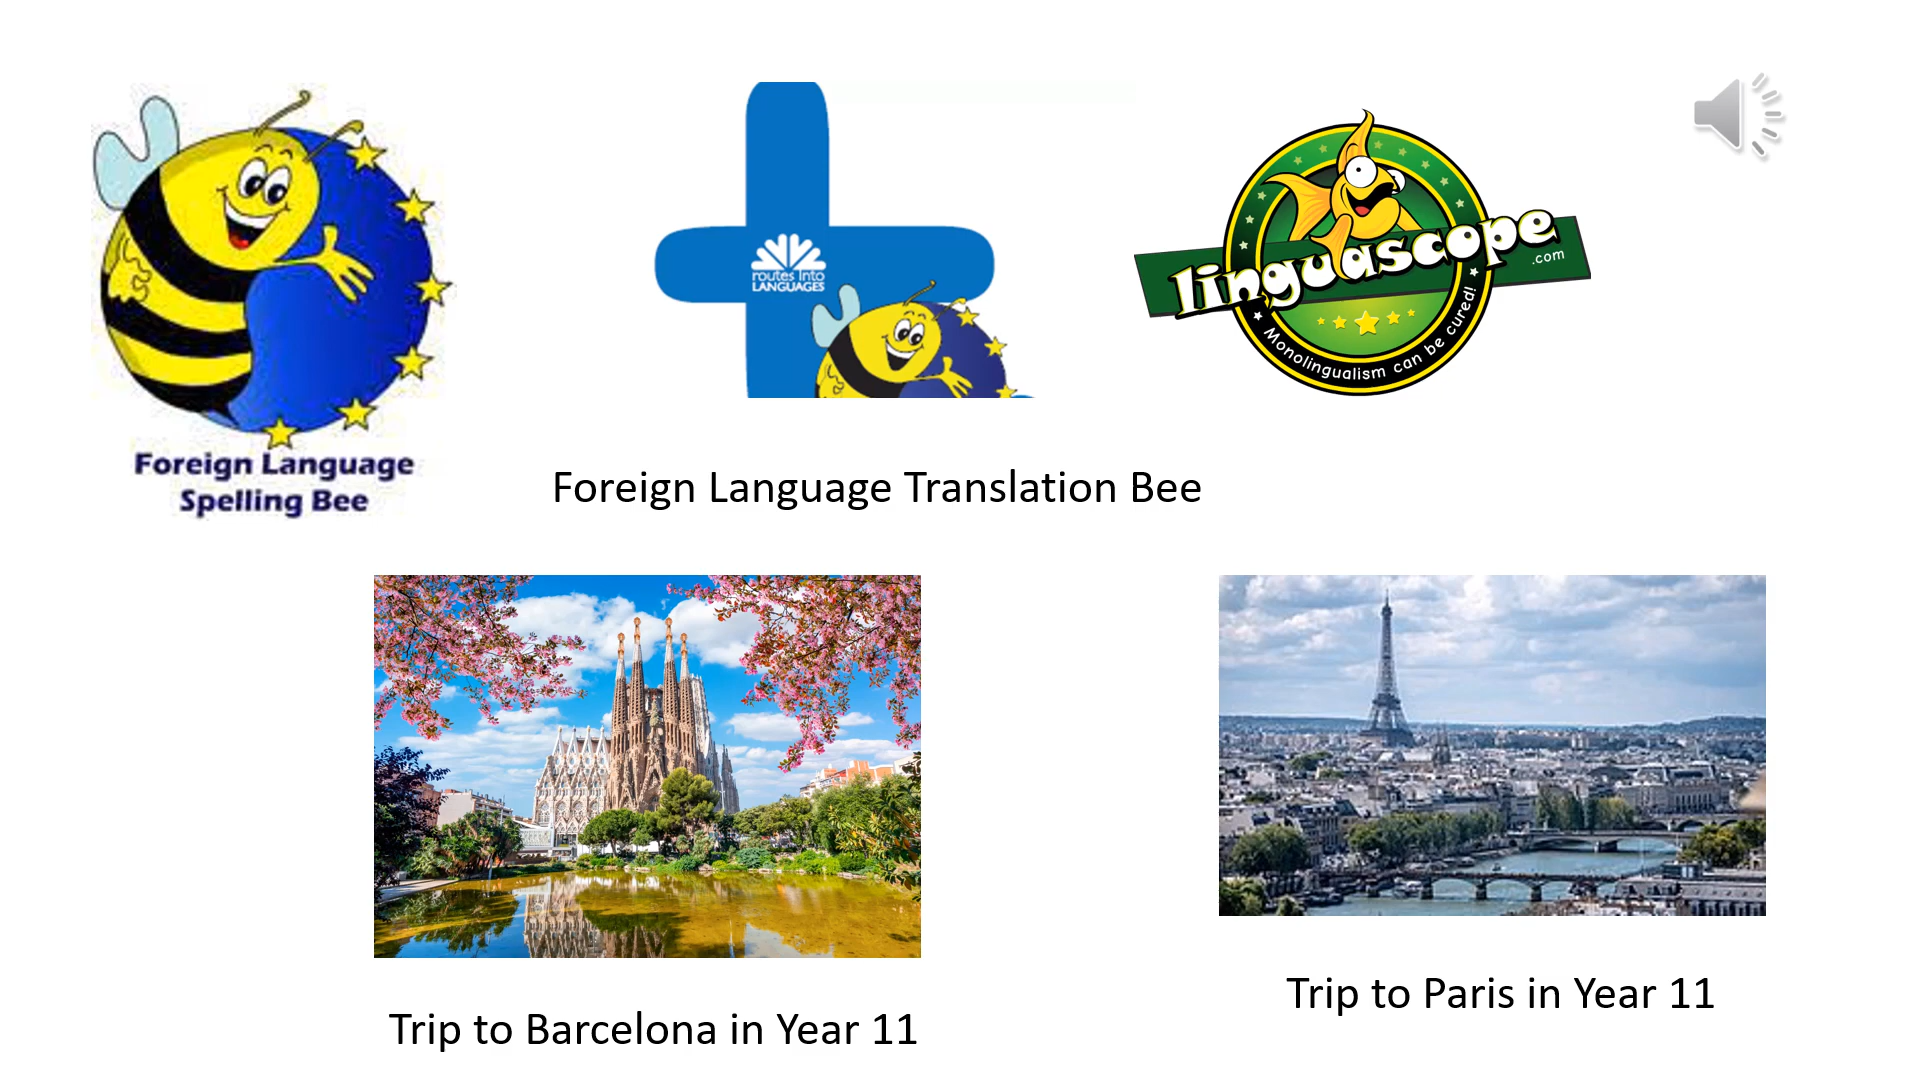 Foreign Language
Spelling Bee
routes into
LANGUAGES
Foreign Language Translation Bee
linguascope
.com
Monolingualism can be cured!
Trip to Barcelona in Year 11
Trip to Paris in Year 11